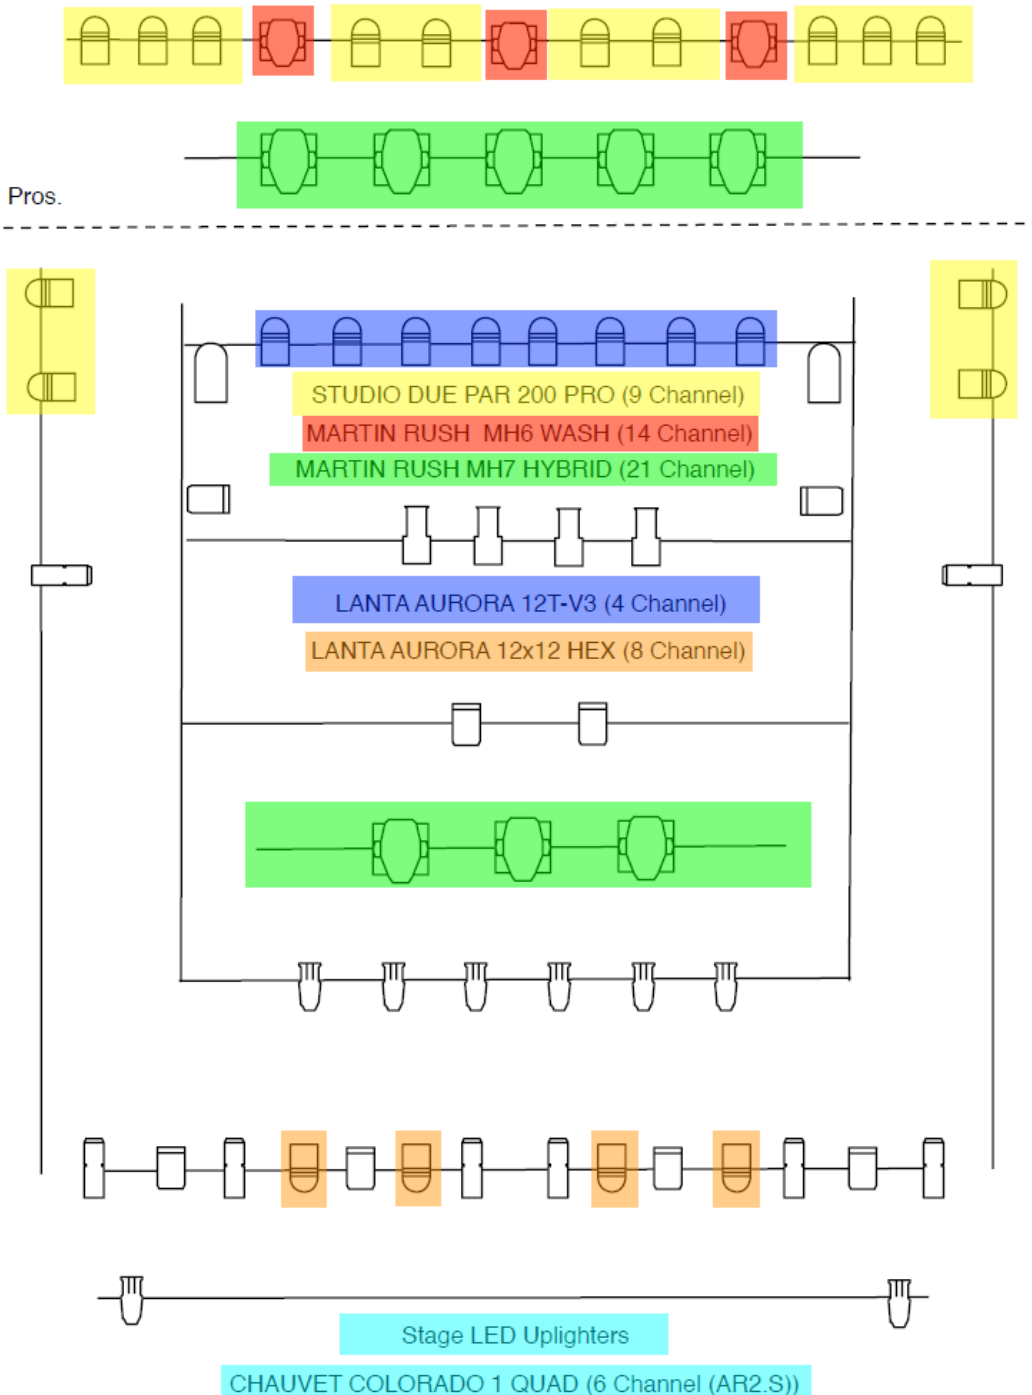 Pros.
STUDIO DUE PAR 200 PRO (9 Channel)
MARTIN RUSH MH6 WASH (14 Channel)
MARTIN RUSH MH7 HYBRID (21 Channel)
LANTA AURORA 12T-V3 (4 Channel)
LANTA AURORA 12x12 HEX (8 Channel)
Stage LED Uplighters
CHAUVET COLORADO 1 QUAD (6 Channel (AR2.S))